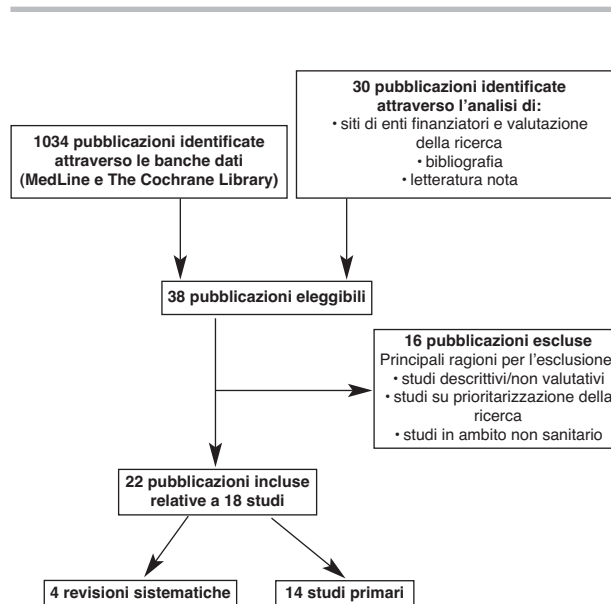 1034 pubblicazioni identificate
attraverso le banche dati
(MedLine e The Cochrane Library)
30 pubblicazioni identificate
attraverso l'analisi di:
• siti di enti finanziatori e valutazione
della ricerca
• bibliografia
• letteratura nota
38 pubblicazioni eleggibili
16 pubblicazioni escluse
Principali ragioni per l'esclusione
• studi descrittivi/non valutativi
• studi su prioritarizzazione della
ricerca
• studi in ambito non sanitario
22 pubblicazioni incluse
relative a 18 studi
4 revisioni sistematiche
14 studi primari